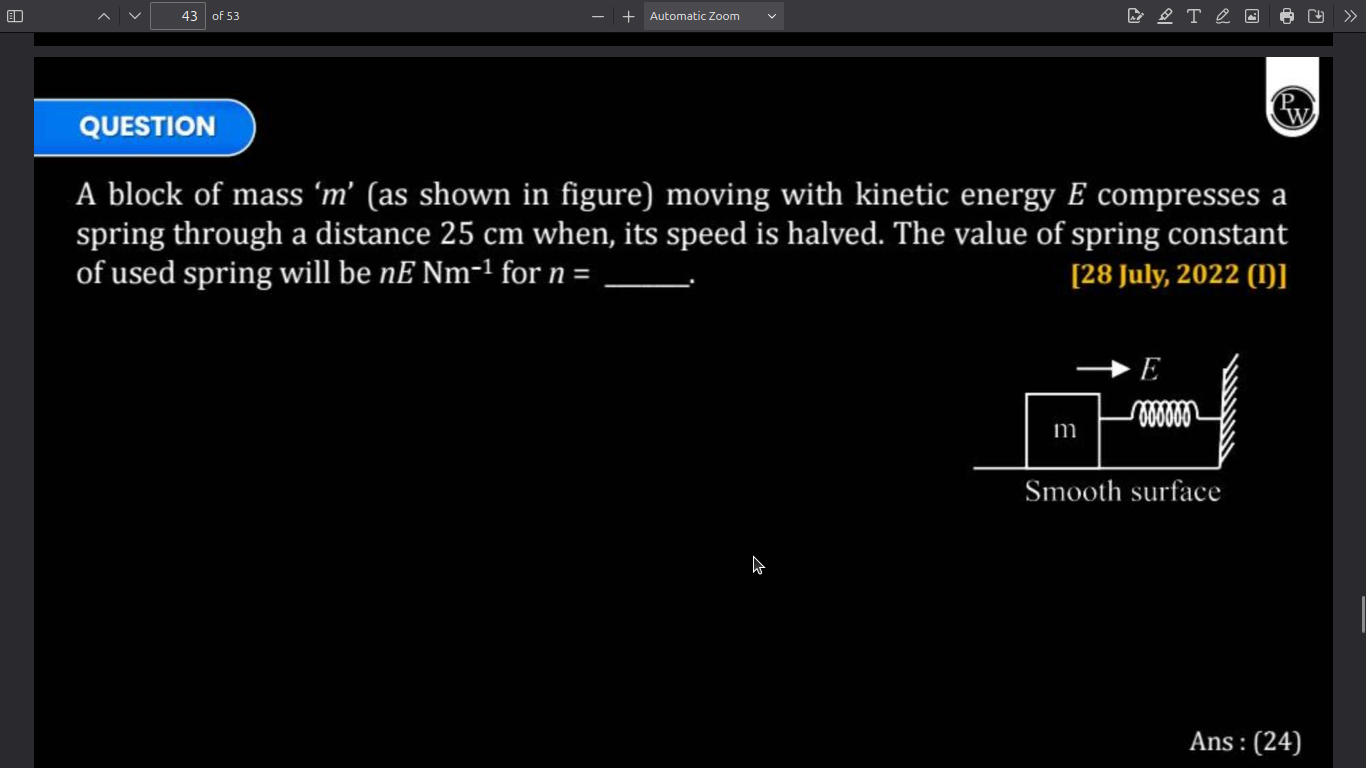 43 of 53 Automatic Zoom
PW
QUESTION
A block of mass ‘m’ (as shown in figure) moving with kinetic energy E compresses a
spring through a distance 25 cm when, its speed is halved. The value of spring constant
of used spring will be nE Nm⁻¹ for n = ______. [28 July, 2022 (I)]
E
m
Smooth surface
Ans : (24)